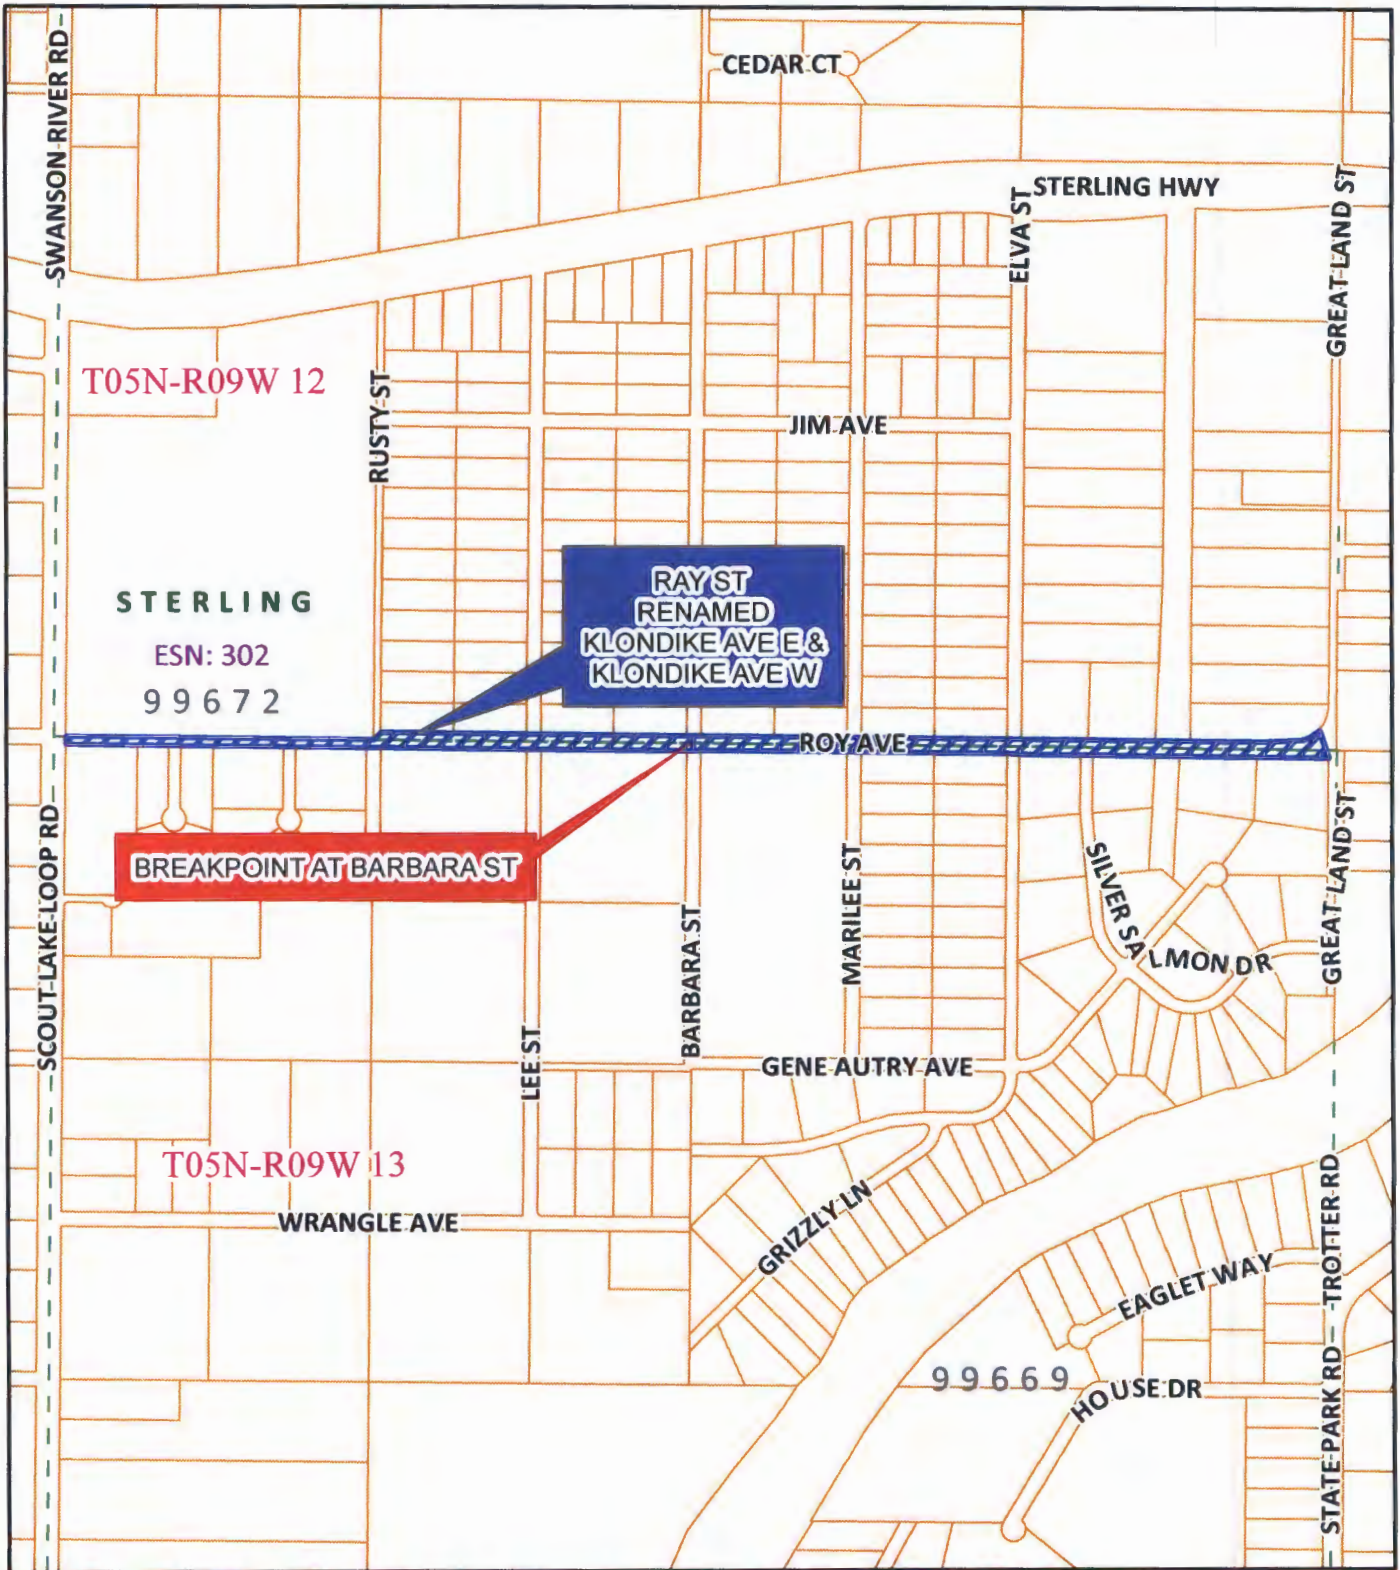 CEDAR CT
SWANSON RIVER RD
STERLING HWY
ELVA ST
GREAT LAND ST
T05N-R09W 12
RUSTY ST
JIM AVE
RAY ST
RENAMED
KLONDIKE AVE E &
KLONDIKE AVE W
STERLING
ESN: 302
99672
ROY AVE
BREAKPOINT AT BARBARA ST
SCOUT LAKE LOOP RD
MARILEE ST
SILVER SALMON DR
GREAT LAND ST
BARBARA ST
LEE ST
GENE AUTRY AVE
T05N-R09W 13
WRANGLE AVE
GRIZZLY LN
TROTTER RD
EAGLET WAY
99669
HOUSE DR
STATE PARK RD